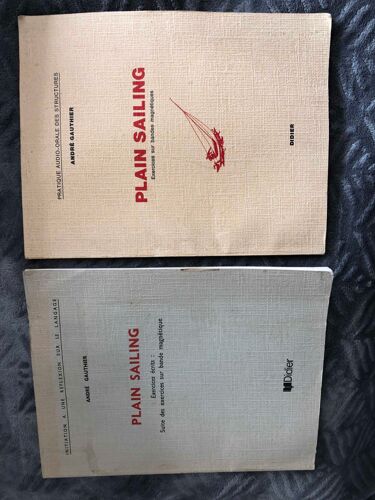 PRATIQUE AUDIO-ORALE DES STRUCTURES
ANDRÉ GAUTHIER
PLAIN SAILING
Exercices sur bandes magnétiques
DIDIER
INITIATION A UNE RÉFLEXION SUR LE LANGAGE
ANDRÉ GAUTHIER
PLAIN SAILING
Exercices écrits :
Suite des exercices sur bande magnétique
Didier